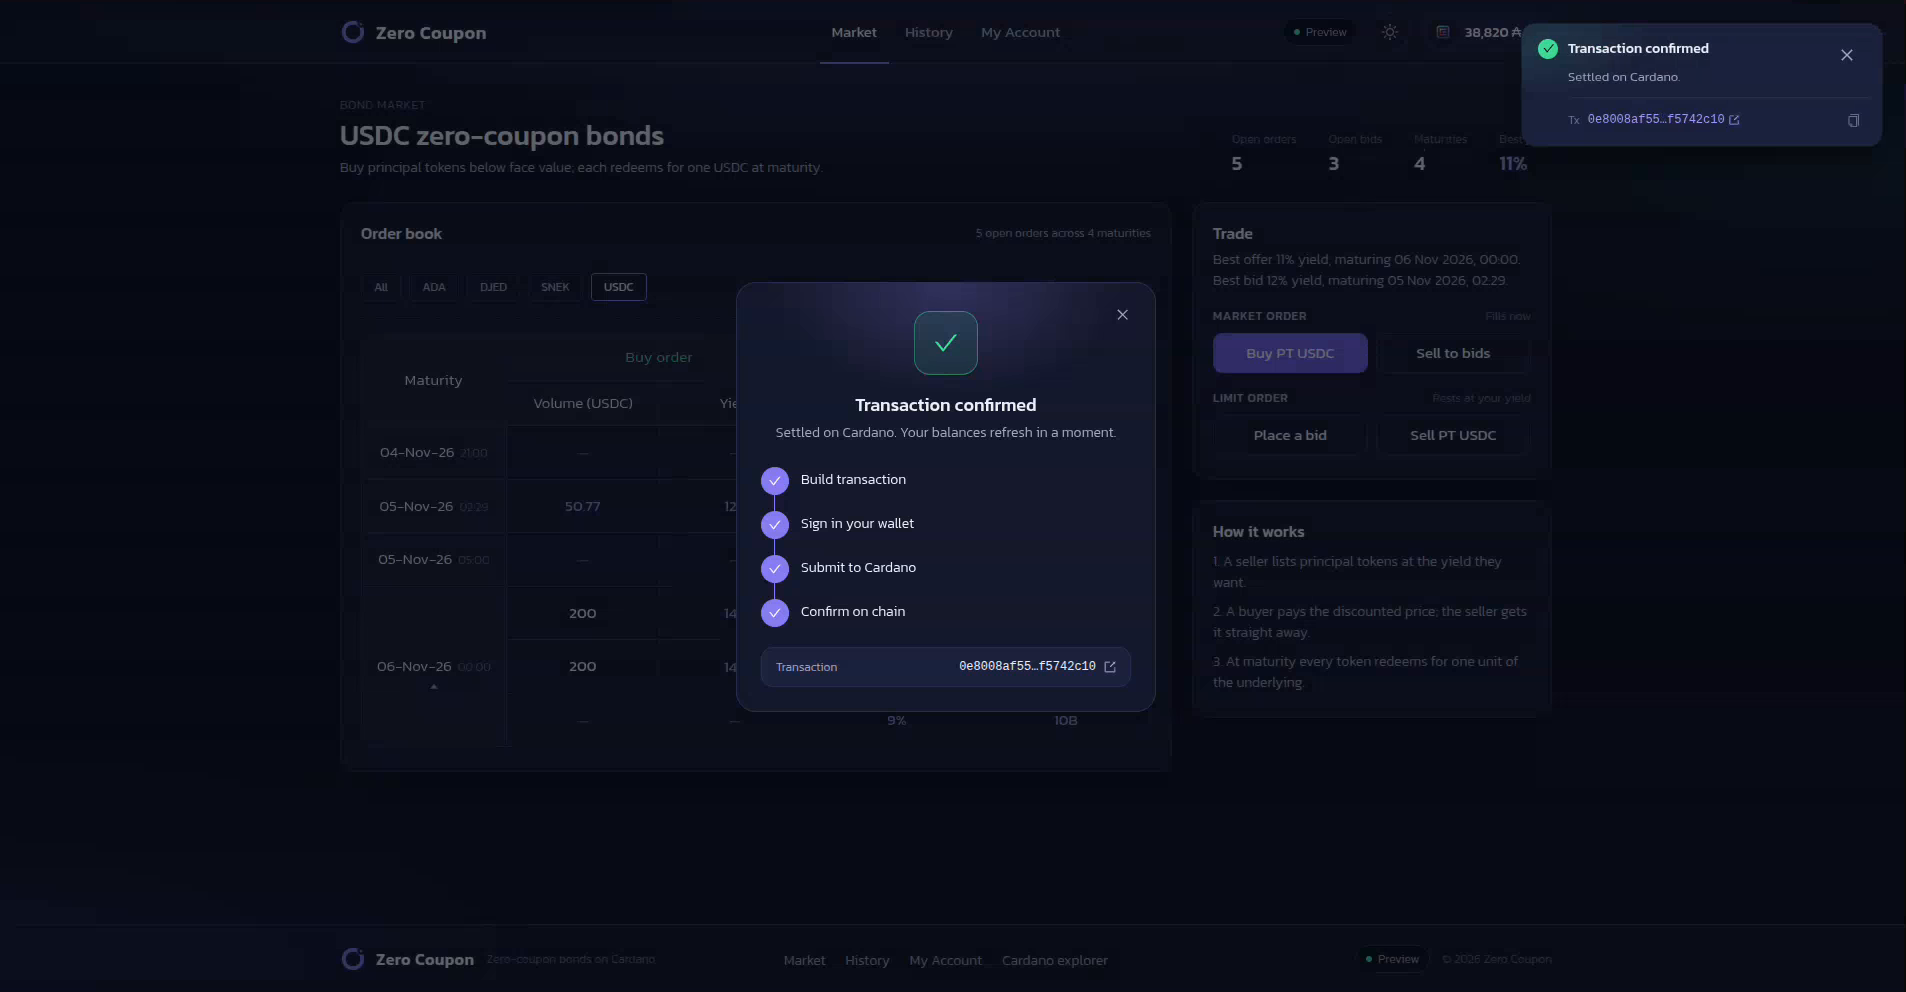 Zero Coupon
Market
History
My Account
Preview
38,820 ₳
Transaction confirmed
Settled on Cardano.
Tx 0e8008af55…f5742c10
BOND MARKET
USDC zero-coupon bonds
Buy principal tokens below face value; each redeems for one USDC at maturity.
Open orders
5
Open bids
3
Maturities
4
Best
11%
Order book
5 open orders across 4 maturities
All
ADA
DJED
SNEK
USDC
Maturity
Buy order
Volume (USDC)
Yie
04-Nov-26 21:00
—
—
05-Nov-26 02:29
50.77
12
05-Nov-26 05:00
—
—
200
14
06-Nov-26 00:00
200
14
—
—
9%
108
Transaction confirmed
Settled on Cardano. Your balances refresh in a moment.
Build transaction
Sign in your wallet
Submit to Cardano
Confirm on chain
Transaction
0e8008af55…f5742c10
Trade
Best offer 11% yield, maturing 06 Nov 2026, 00:00.
Best bid 12% yield, maturing 05 Nov 2026, 02:29.
MARKET ORDER
Fills now
Buy PT USDC
Sell to bids
LIMIT ORDER
Rests at your yield
Place a bid
Sell PT USDC
How it works
1. A seller lists principal tokens at the yield they
want.
2. A buyer pays the discounted price; the seller gets
it straight away.
3. At maturity every token redeems for one unit of
the underlying.
Zero Coupon
Zero-coupon bonds on Cardano
Market
History
My Account
Cardano explorer
Preview
© 2026 Zero Coupon